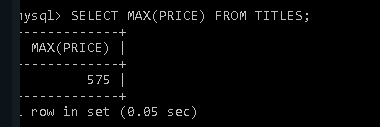 ysql> SELECT MAX(PRICE) FROM TITLES;
-------------+
MAX(PRICE) |
-------------+
575 |
-------------+
row in set (0.05 sec)